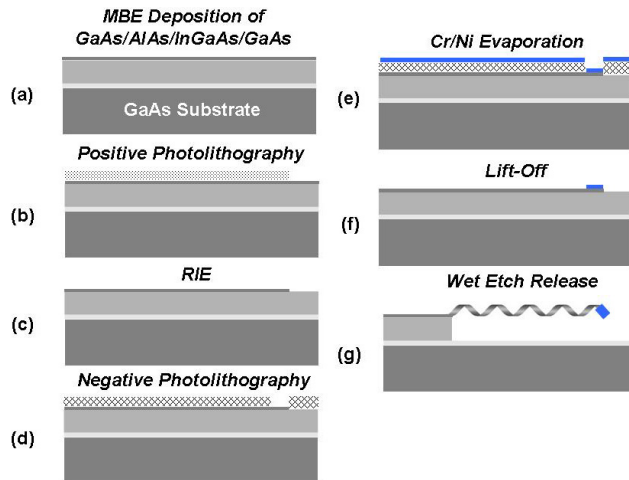 MBE Deposition of
GaAs/AlAs/InGaAs/GaAs
(a)
GaAs Substrate
Positive Photolithography
(b)
RIE
(c)
Negative Photolithography
(d)
Cr/Ni Evaporation
(e)
Lift-Off
(f)
Wet Etch Release
(g)